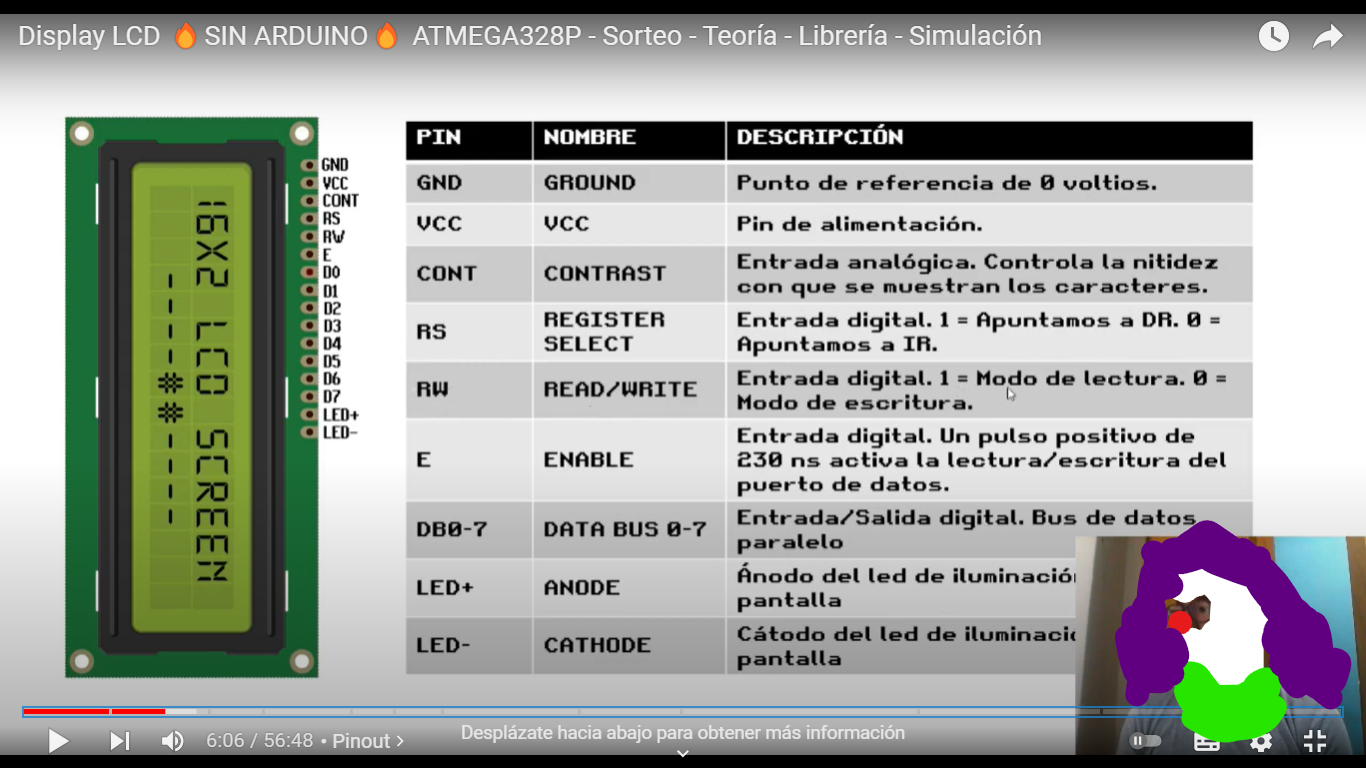 Display LCD 🔥 SIN ARDUINO🔥 ATMEGA328P - Sorteo - Teoría - Librería - Simulación
16X2 LCD SCREEN
----##----
GND
VCC
CONT
RS
RW
E
D0
D1
D2
D3
D4
D5
D6
D7
LED+
LED-
PIN NOMBRE DESCRIPCIÓN
GND GROUND Punto de referencia de 0 voltios.
VCC VCC Pin de alimentación.
CONT CONTRAST Entrada analógica. Controla la nitidez
con que se muestran los caracteres.
RS REGISTER SELECT Entrada digital. 1 = Apuntamos a DR. 0 =
Apuntamos a IR.
RW READ/WRITE Entrada digital. 1 = Modo de lectura. 0 =
Modo de escritura.
E ENABLE Entrada digital. Un pulso positivo de
230 ns activa la lectura/escritura del
puerto de datos.
DB0-7 DATA BUS 0-7 Entrada/Salida digital. Bus de datos
paralelo
LED+ ANODE Ánodo del led de iluminació
pantalla
LED- CATHODE Cátodo del led de iluminació
pantalla
6:06 / 56:48 • Pinout >
Desplázate hacia abajo para obtener más información